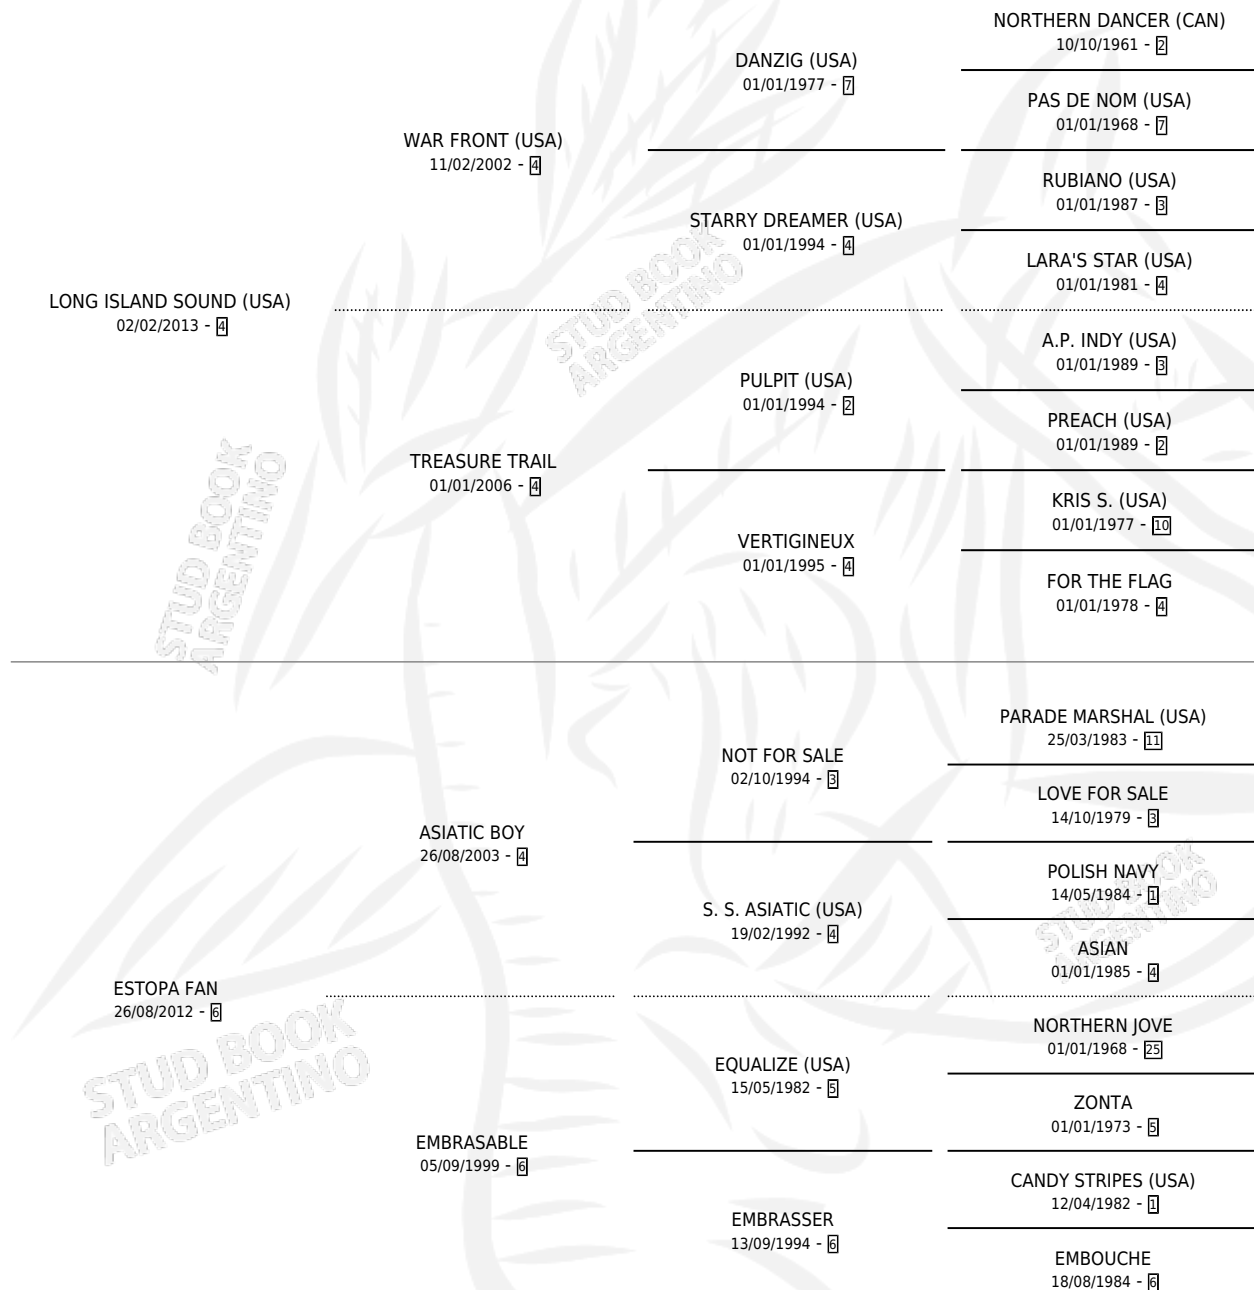 NORTHERN DANCER (CAN)
10/10/1961 - 2
DANZIG (USA)
01/01/1977 - 7
PAS DE NOM (USA)
01/01/1968 - 7
WAR FRONT (USA)
11/02/2002 - 4
RUBIANO (USA)
01/01/1987 - 3
STARRY DREAMER (USA)
01/01/1994 - 4
LARA'S STAR (USA)
01/01/1981 - 4
LONG ISLAND SOUND (USA)
02/02/2013 - 4
A.P. INDY (USA)
01/01/1989 - 3
PULPIT (USA)
01/01/1994 - 2
PREACH (USA)
01/01/1989 - 2
TREASURE TRAIL
01/01/2006 - 4
KRIS S. (USA)
01/01/1977 - 10
VERTIGINEUX
01/01/1995 - 4
FOR THE FLAG
01/01/1978 - 4
PARADE MARSHAL (USA)
25/03/1983 - 11
NOT FOR SALE
02/10/1994 - 3
LOVE FOR SALE
14/10/1979 - 3
ASIATIC BOY
26/08/2003 - 4
POLISH NAVY
14/05/1984 - 1
S. S. ASIATIC (USA)
19/02/1992 - 4
ASIAN
01/01/1985 - 4
ESTOPA FAN
26/08/2012 - 6
NORTHERN JOVE
01/01/1968 - 25
EQUALIZE (USA)
15/05/1982 - 5
ZONTA
01/01/1973 - 5
EMBRASABLE
05/09/1999 - 6
CANDY STRIPES (USA)
12/04/1982 - 1
EMBRASSER
13/09/1994 - 6
EMBOUCHE
18/08/1984 - 6
STUD BOOK
ARGENTINO
STUD BOOK
ARGENTINO
STUD BOOK
ARGENTINO
STUD BOOK
ARGENTINO